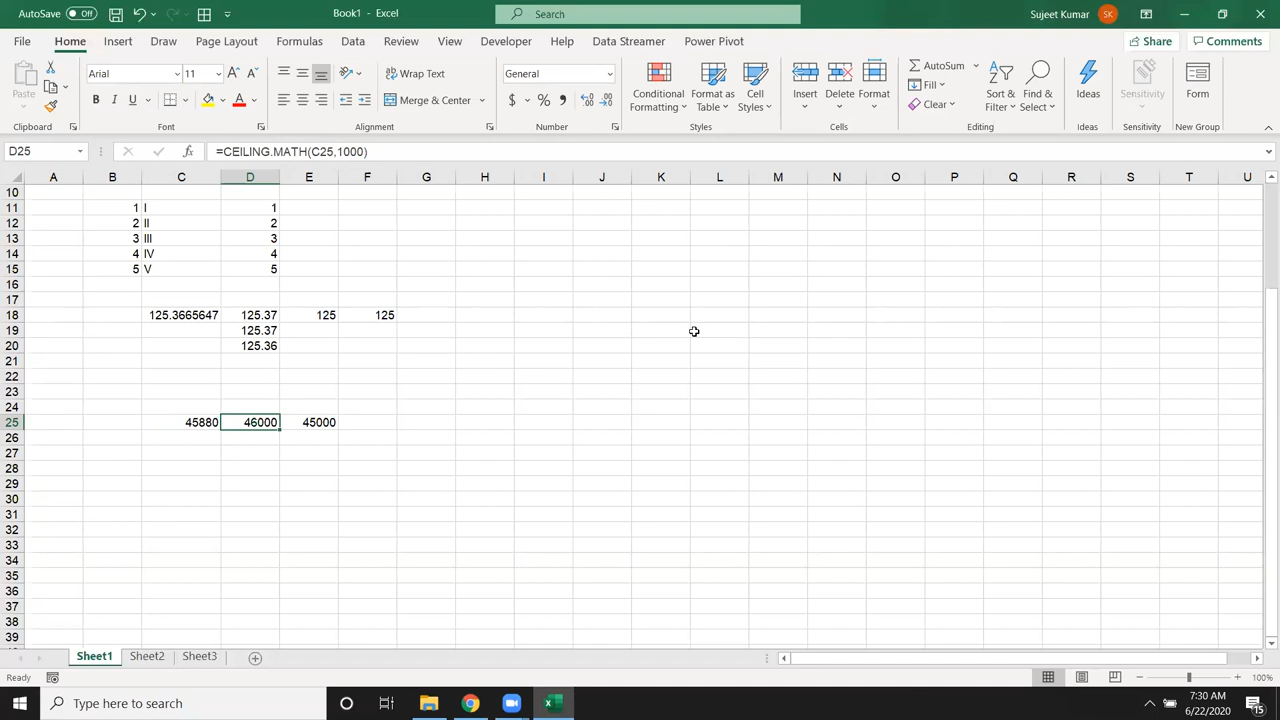 AutoSave Off Book1 - Excel Search Sujeet Kumar SK
File Home Insert Draw Page Layout Formulas Data Review View Developer Help Data Streamer Power Pivot Share Comments
Paste Arial 11 A A Wrap Text General AutoSum
B I U A Merge & Center $ % Conditional Formatting Format as Table Cell Styles Insert Delete Format Fill Clear Sort & Filter Find & Select Ideas Sensitivity Form
Clipboard Font Alignment Number Styles Cells Editing Ideas Sensitivity New Group
D25 fx =CEILING.MATH(C25,1000)
A B C D E F G H I J K L M N O P Q R S T U
10
11 1 I 1
12 2 II 2
13 3 III 3
14 4 IV 4
15 5 V 5
16
17
18 125.3665647 125.37 125 125
19 125.37
20 125.36
21
22
23
24
25 45880 46000 45000
26
27
28
29
30
31
32
33
34
35
36
37
38
39
Sheet1 Sheet2 Sheet3
Ready 100%
Type here to search 7:30 AM
6/22/2020 15